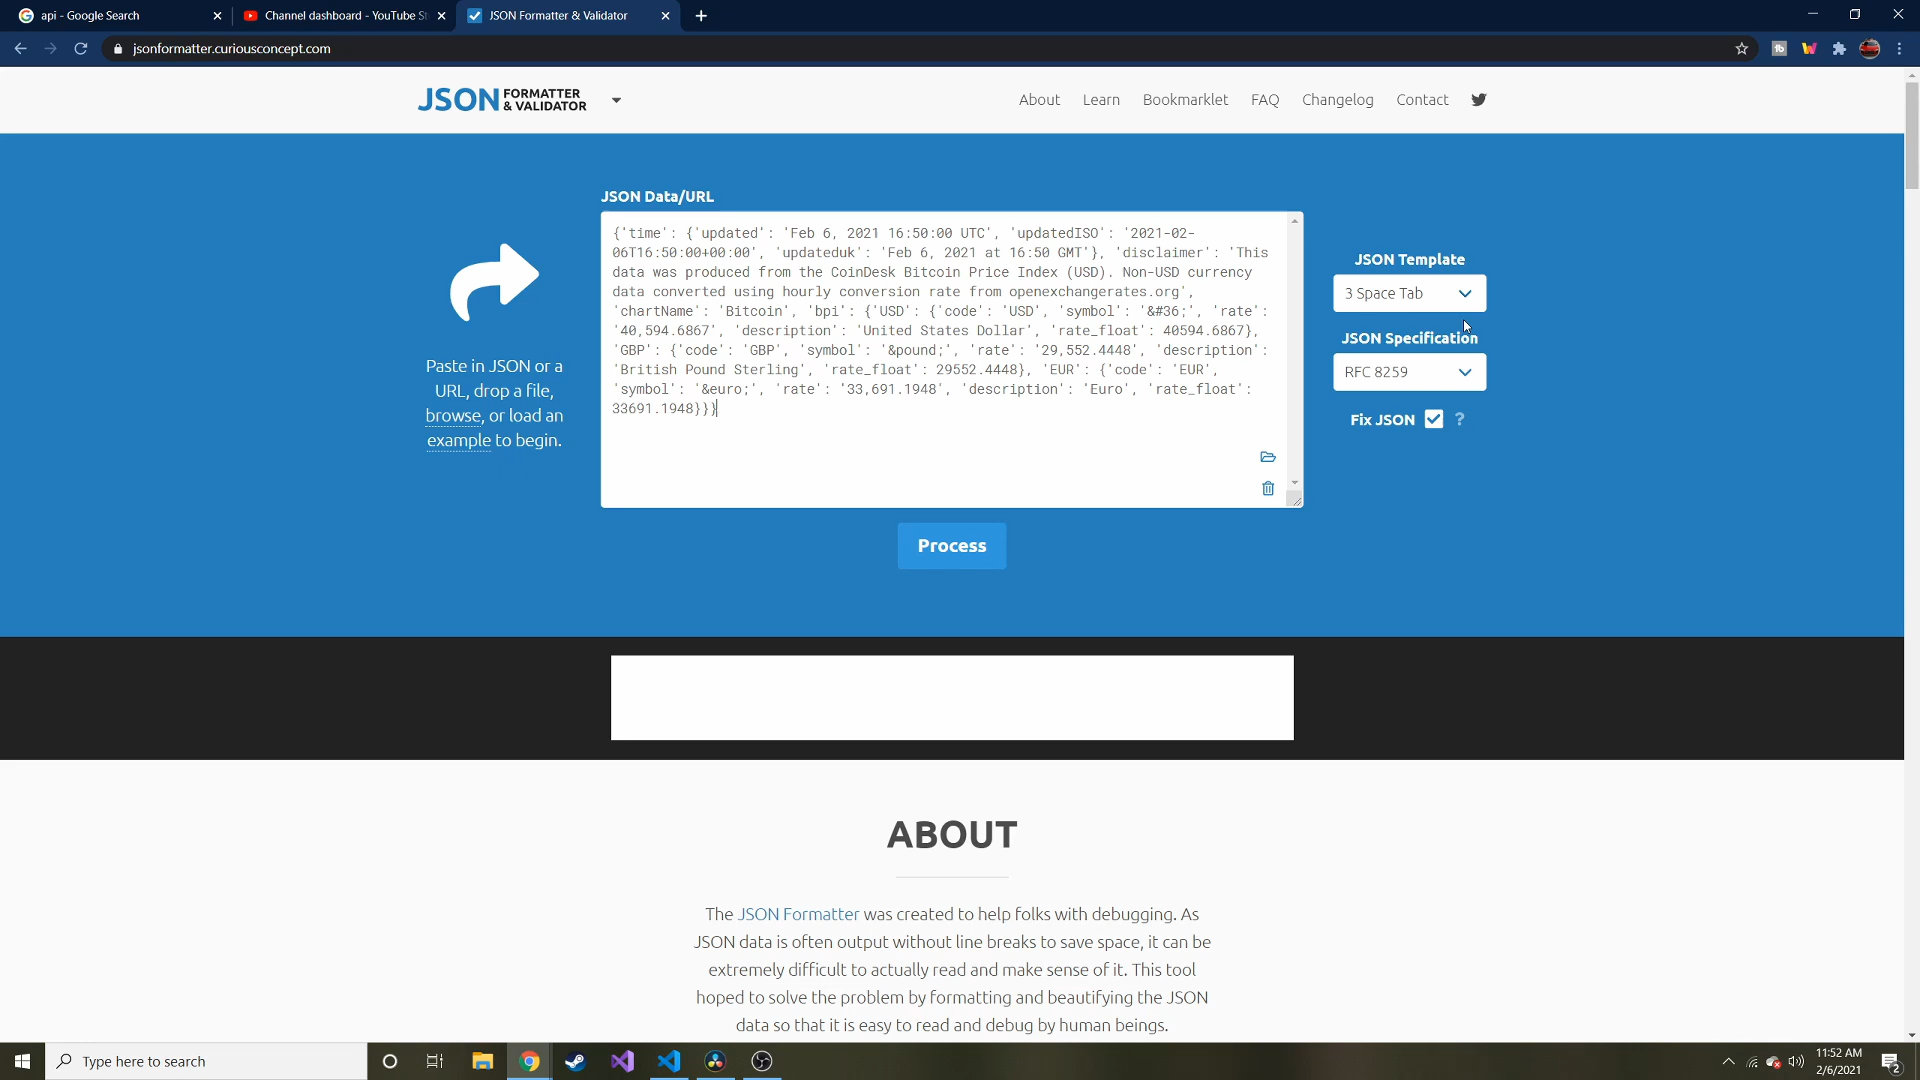 api - Google Search
Channel dashboard - YouTube St
JSON Formatter & Validator
jsonformatter.curiousconcept.com
JSON FORMATTER & VALIDATOR
About Learn Bookmarklet FAQ Changelog Contact
JSON Data/URL
{'time': {'updated': 'Feb 6, 2021 16:50:00 UTC', 'updatedISO': '2021-02-
06T16:50:00+00:00', 'updateduk': 'Feb 6, 2021 at 16:50 GMT'}, 'disclaimer': 'This
data was produced from the CoinDesk Bitcoin Price Index (USD). Non-USD currency
data converted using hourly conversion rate from openexchangerates.org',
'chartName': 'Bitcoin', 'bpi': {'USD': {'code': 'USD', 'symbol': '&#36;', 'rate':
'40,594.6867', 'description': 'United States Dollar', 'rate_float': 40594.6867},
'GBP': {'code': 'GBP', 'symbol': '&pound;', 'rate': '29,552.4448', 'description':
'British Pound Sterling', 'rate_float': 29552.4448}, 'EUR': {'code': 'EUR',
'symbol': '&euro;', 'rate': '33,691.1948', 'description': 'Euro', 'rate_float':
33691.1948}}}
Paste in JSON or a
URL, drop a file,
browse, or load an
example to begin.
JSON Template
3 Space Tab
JSON Specification
RFC 8259
Fix JSON ?
Process
ABOUT
The JSON Formatter was created to help folks with debugging. As
JSON data is often output without line breaks to save space, it can be
extremely difficult to actually read and make sense of it. This tool
hoped to solve the problem by formatting and beautifying the JSON
data so that it is easy to read and debug by human beings.
Type here to search
11:52 AM
2/6/2021
2